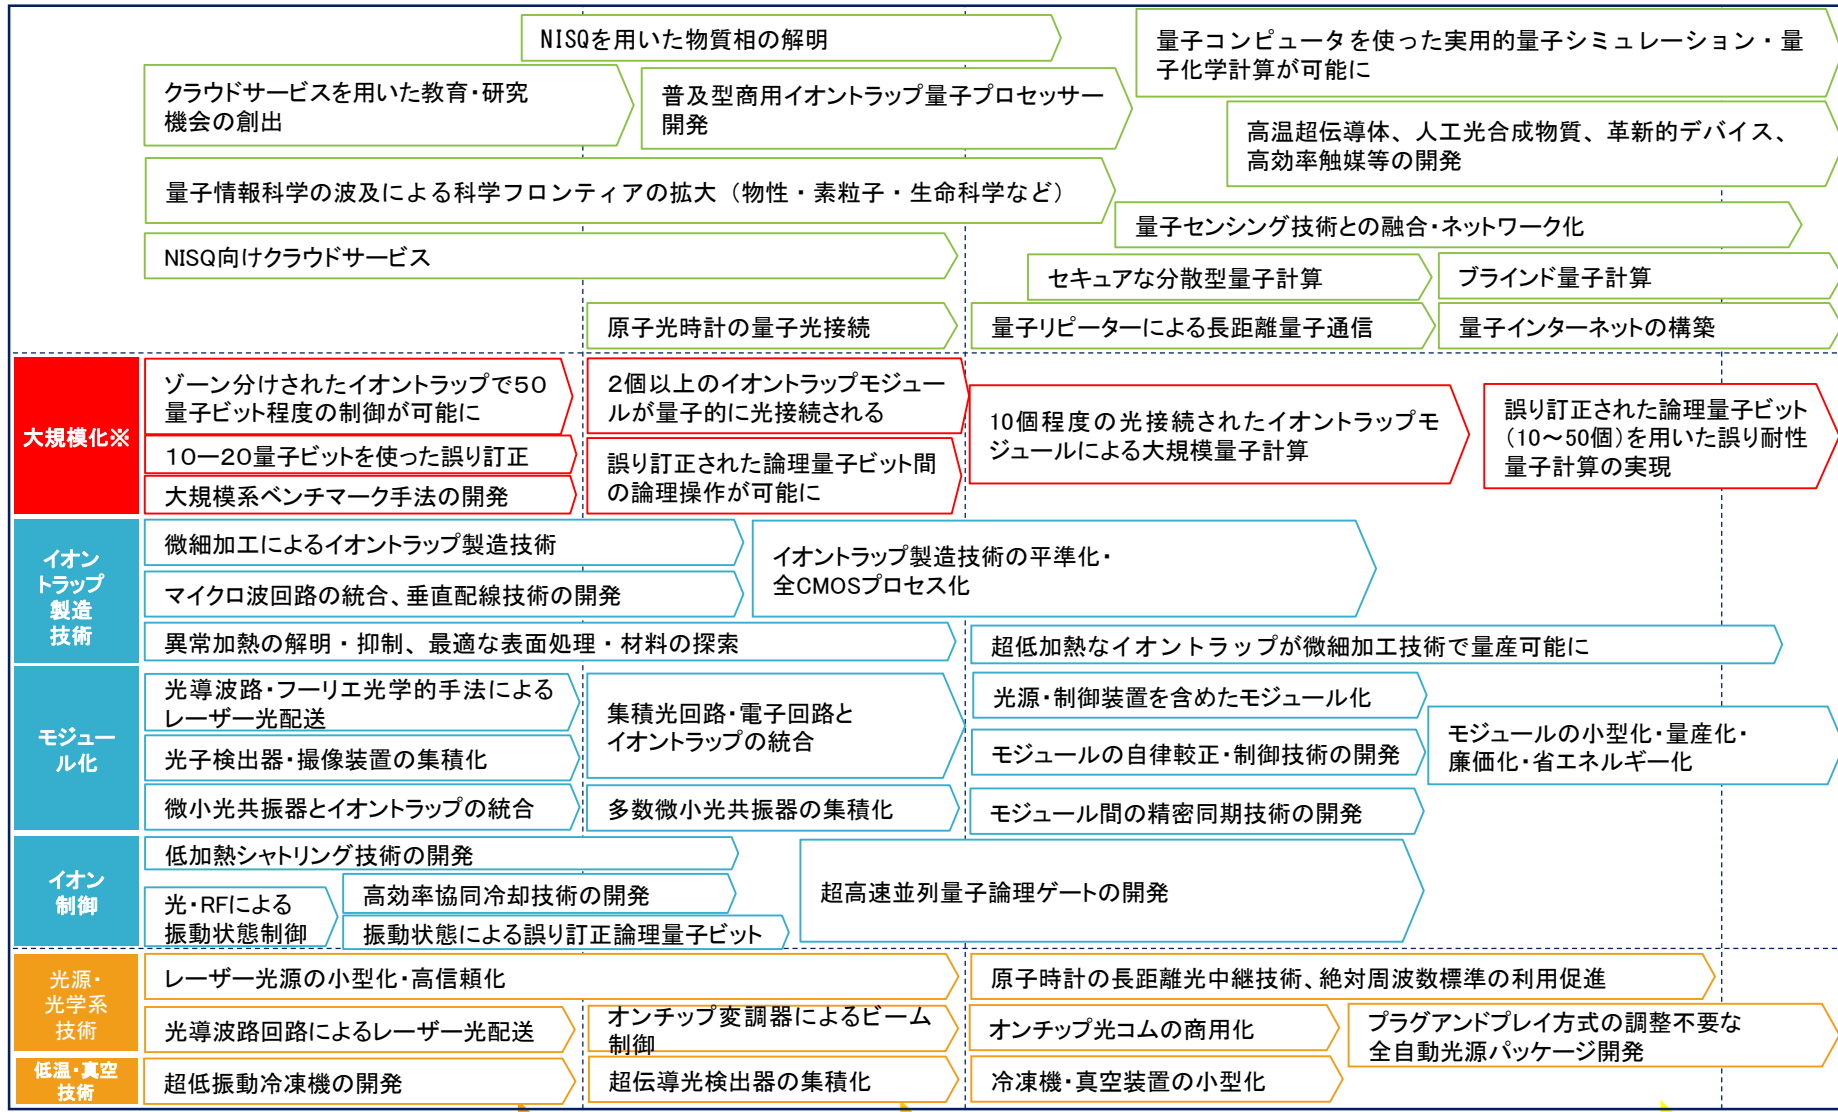 NISQを用いた物質相の解明
量子コンピュータを使った実用的量子シミュレーション・量
子化学計算が可能に
クラウドサービスを用いた教育・研究
機会の創出
普及型商用イオントラップ量子プロセッサー
開発
高温超伝導体、人工光合成物質、革新的デバイス、
高効率触媒等の開発
量子情報科学の波及による科学フロンティアの拡大（物性・素粒子・生命科学など）
量子センシング技術との融合・ネットワーク化
NISQ向けクラウドサービス
セキュアな分散型量子計算
ブラインド量子計算
原子光時計の量子光接続
量子リピーターによる長距離量子通信
量子インターネットの構築
大規模化※
ゾーン分けされたイオントラップで５０
量子ビット程度の制御が可能に
１０ー２０量子ビットを使った誤り訂正
大規模系ベンチマーク手法の開発
２個以上のイオントラップモジュー
ルが量子的に光接続される
誤り訂正された論理量子ビット間
の論理操作が可能に
10個程度の光接続されたイオントラップモ
ジュールによる大規模量子計算
誤り訂正された論理量子ビット
（10～50個）を用いた誤り耐性
量子計算の実現
イオン
トラップ
製造
技術
微細加工によるイオントラップ製造技術
マイクロ波回路の統合、垂直配線技術の開発
イオントラップ製造技術の平準化・
全CMOSプロセス化
異常加熱の解明・抑制、最適な表面処理・材料の探索
超低加熱なイオントラップが微細加工技術で量産可能に
モジュー
ル化
光導波路・フーリエ光学的手法による
レーザー光配送
光子検出器・撮像装置の集積化
微小光共振器とイオントラップの統合
集積光回路・電子回路と
イオントラップの統合
多数微小光共振器の集積化
光源・制御装置を含めたモジュール化
モジュールの自律較正・制御技術の開発
モジュール間の精密同期技術の開発
モジュールの小型化・量産化・
廉価化・省エネルギー化
イオン
制御
低加熱シャトリング技術の開発
光・RFによる
振動状態制御
高効率協同冷却技術の開発
振動状態による誤り訂正論理量子ビット
超高速並列量子論理ゲートの開発
光源・
光学系
技術
レーザー光源の小型化・高信頼化
原子時計の長距離光中継技術、絶対周波数標準の利用促進
光導波路回路によるレーザー光配送
オンチップ変調器によるビーム
制御
オンチップ光コムの商用化
プラグアンドプレイ方式の調整不要な
全自動光源パッケージ開発
低温・真空
技術
超低振動冷凍機の開発
超伝導光検出器の集積化
冷凍機・真空装置の小型化